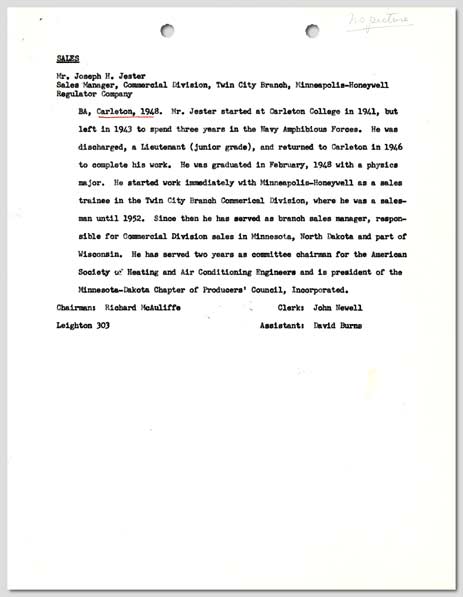 no picture
SALES
Mr. Joseph H. Jester
Sales Manager, Commercial Division, Twin City Branch, Minneapolis-Honeywell
Regulator Company
BA, Carleton, 1948. Mr. Jester started at Carleton College in 1941, but
left in 1943 to spend three years in the Navy Amphibious Forces. He was
discharged, a Lieutenant (junior grade), and returned to Carleton in 1946
to complete his work. He was graduated in February, 1948 with a physics
major. He started work immediately with Minneapolis-Honeywell as a sales
trainee in the Twin City Branch Commerical Division, where he was a sales-
man until 1952. Since then he has served as branch sales manager, respon-
sible for Commercial Division sales in Minnesota, North Dakota and part of
Wisconsin. He has served two years as committee chairman for the American
Society of Heating and Air Conditioning Engineers and is president of the
Minnesota-Dakota Chapter of Producers' Council, Incorporated.
Chairman: Richard McAuliffe Clerk: John Newell
Leighton 303 Assistant: David Burns